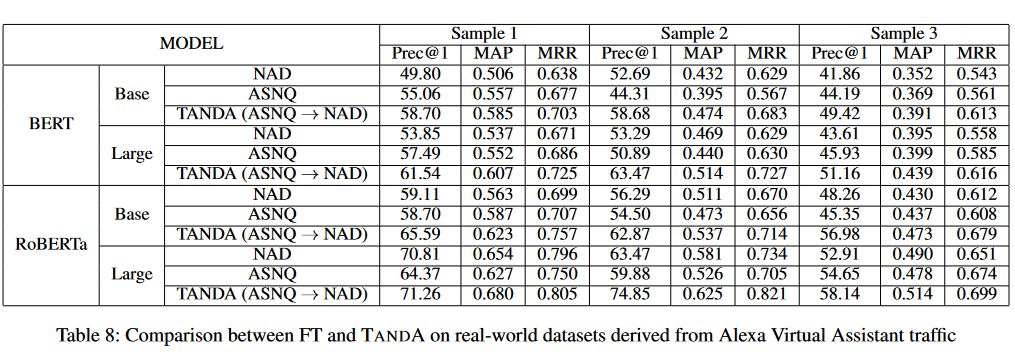 MODEL Sample 1 Sample 2 Sample 3
Prec@1 MAP MRR Prec@1 MAP MRR Prec@1 MAP MRR
BERT Base NAD 49.80 0.506 0.638 52.69 0.432 0.629 41.86 0.352 0.543
ASNQ 55.06 0.557 0.677 44.31 0.395 0.567 44.19 0.369 0.561
TANDA (ASNQ → NAD) 58.70 0.585 0.703 58.68 0.474 0.683 49.42 0.391 0.613
Large NAD 53.85 0.537 0.671 53.29 0.469 0.629 43.61 0.395 0.558
ASNQ 57.49 0.552 0.686 50.89 0.440 0.630 45.93 0.399 0.585
TANDA (ASNQ → NAD) 61.54 0.607 0.725 63.47 0.514 0.727 51.16 0.439 0.616
RoBERTa Base NAD 59.11 0.563 0.699 56.29 0.511 0.670 48.26 0.430 0.612
ASNQ 58.70 0.587 0.707 54.50 0.473 0.656 45.35 0.437 0.608
TANDA (ASNQ → NAD) 65.59 0.623 0.757 62.87 0.537 0.714 56.98 0.473 0.679
Large NAD 70.81 0.654 0.796 63.47 0.581 0.734 52.91 0.490 0.651
ASNQ 64.37 0.627 0.750 59.88 0.526 0.705 54.65 0.478 0.674
TANDA (ASNQ → NAD) 71.26 0.680 0.805 74.85 0.625 0.821 58.14 0.514 0.699
Table 8: Comparison between FT and TANDA on real-world datasets derived from Alexa Virtual Assistant traffic